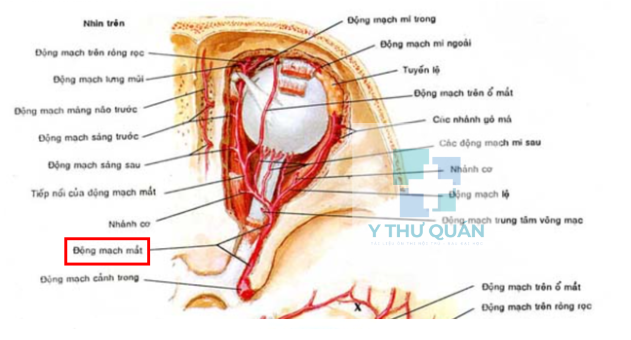 Nhìn trên
Động mạch trên ròng rọc
Động mạch lưng mũi
Động mạch màng não trước
Động mạch sàng trước
Động mạch sàng sau
Tiếp nối của động mạch mắt
Nhánh cơ
Động mạch mắt
Động mạch cảnh trong
Động mạch mi trong
Động mạch mi ngoài
Tuyến lệ
Động mạch trên ổ mắt
Các nhánh gò má
Các động mạch mi sau
Nhánh cơ
Động mạch lệ
Động mạch trung tâm võng mạc
Y THƯ QUÁN
Động mạch trên ổ mắt
Động mạch trên ròng rọc
X